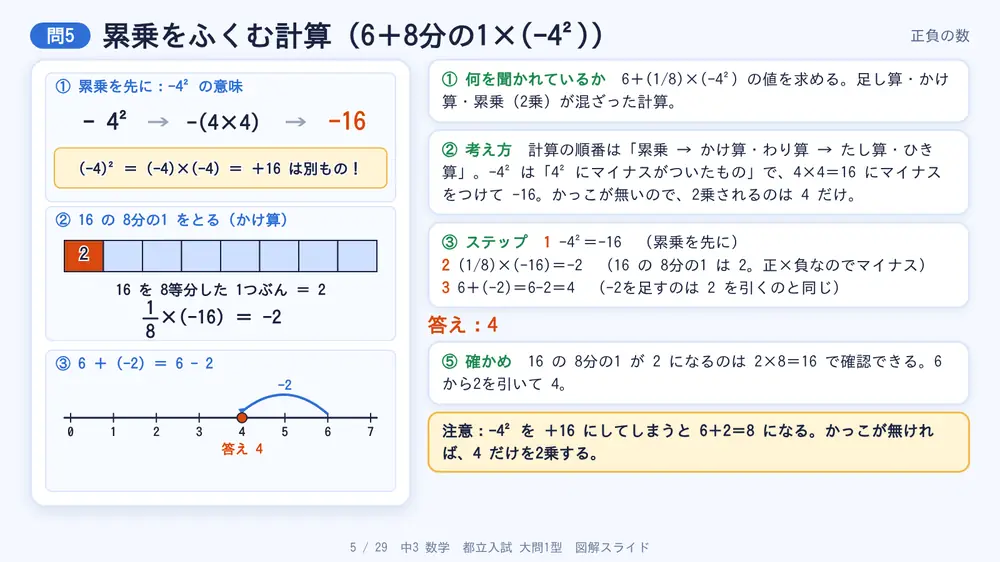 問5 累乗をふくむ計算（6＋8分の1×(-4²)） 正負の数
① 累乗を先に：-4² の意味
- 4² → -(4×4) → -16
(-4)² ＝ (-4)×(-4) ＝ +16 は別もの！
② 16 の 8分の1 をとる（かけ算）
2
16 を 8等分した 1つぶん ＝ 2
1/8×(-16) ＝ -2
③ 6 ＋ (-2) ＝ 6 - 2
-2
0 1 2 3 4 5 6 7
答え 4
① 何を聞かれているか 6＋(1/8)×(-4²) の値を求める。足し算・かけ
算・累乗（2乗）が混ざった計算。
② 考え方 計算の順番は「累乗 → かけ算・わり算 → たし算・ひき
算」。-4² は「4² にマイナスがついたもの」で、4×4＝16 にマイナス
をつけて -16。かっこが無いので、2乗されるのは 4 だけ。
③ ステップ 1 -4²＝-16 （累乗を先に）
2 (1/8)×(-16)＝-2 （16 の 8分の1 は 2。正×負なのでマイナス）
3 6＋(-2)＝6-2＝4 （-2を足すのは 2 を引くのと同じ）
答え：4
⑤ 確かめ 16 の 8分の1 が 2 になるのは 2×8＝16 で確認できる。6
から2を引いて 4。
注意：-4² を ＋16 にしてしまうと 6＋2＝8 になる。かっこが無けれ
ば、4 だけを2乗する。
5 / 29 中3 数学 都立入試 大問1型 図解スライド